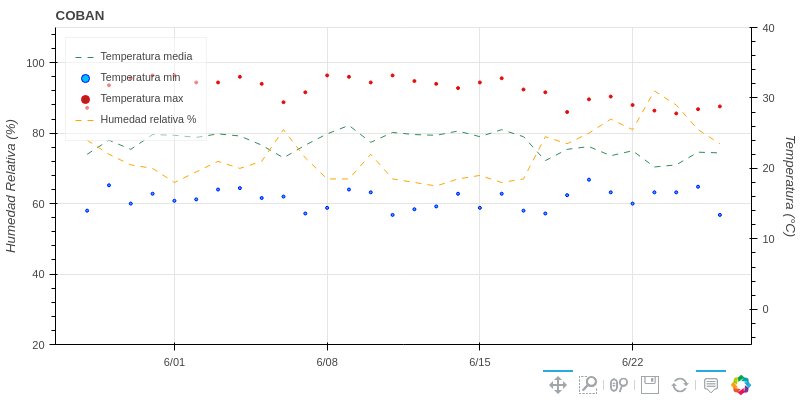 COBAN
Temperatura media
Temperatura min
Temperatura max
Humedad relativa %
Humedad Relativa (%)
100
80
60
40
20
40
30
20
10
0
Temperatura (°C)
6/01
6/08
6/15
6/22